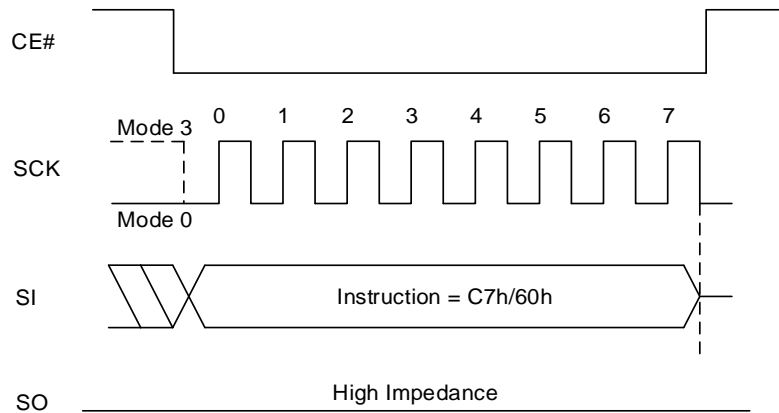 CE#
0 1 2 3 4 5 6 7
Mode 3
SCK
Mode 0
SI
Instruction = C7h/60h
High Impedance
SO